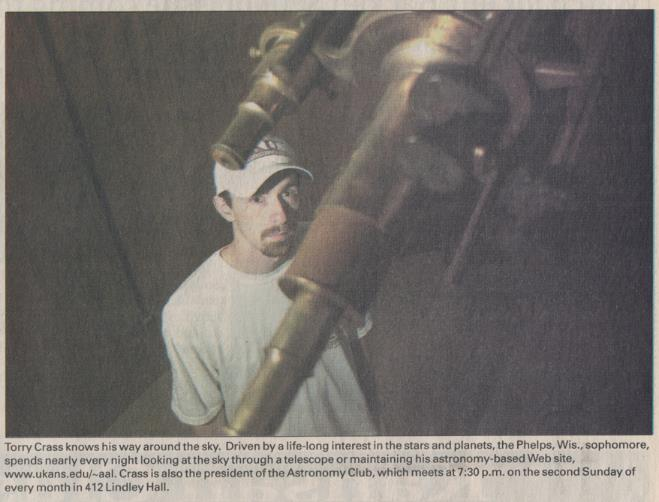 Torry Crass knows his way around the sky.  Driven by a life-long interest in the stars and planets, the Phelps, Wis., sophomore,
spends nearly every night looking at the sky through a telescope or maintaining his astronomy-based Web site,
www.ukans.edu/~aal. Crass is also the president of the Astronomy Club, which meets at 7:30 p.m. on the second Sunday of
every month in 412 Lindley Hall.